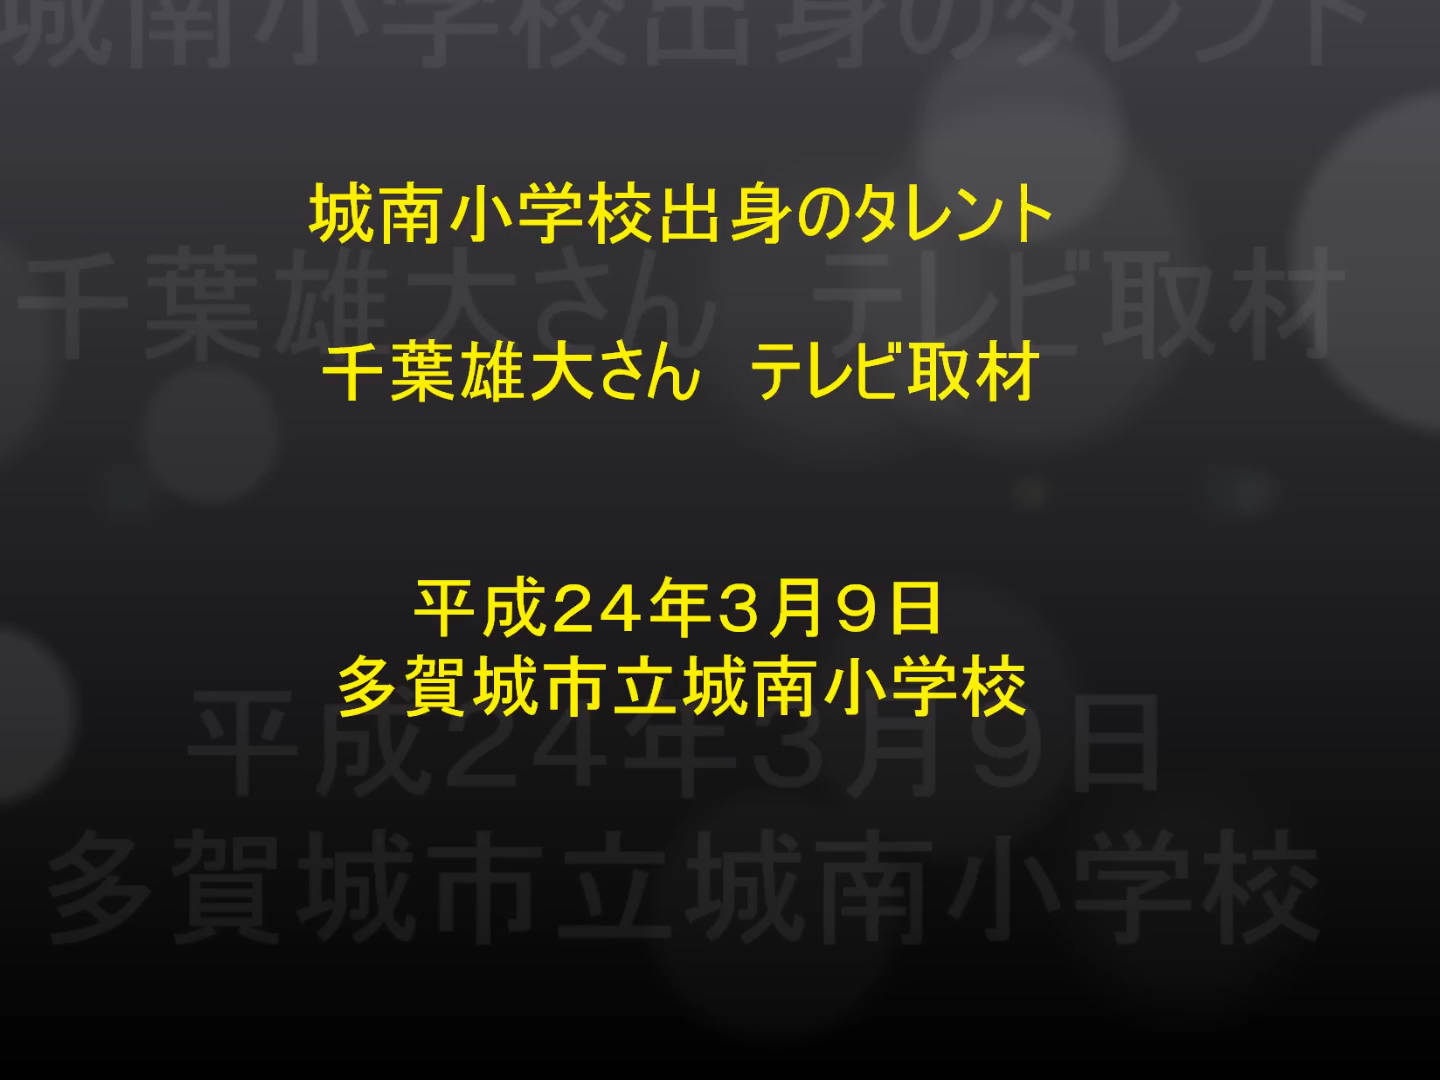 城南小学校出身のタレント
千葉雄大さん　テレビ取材
平成２４年３月９日
多賀城市立城南小学校